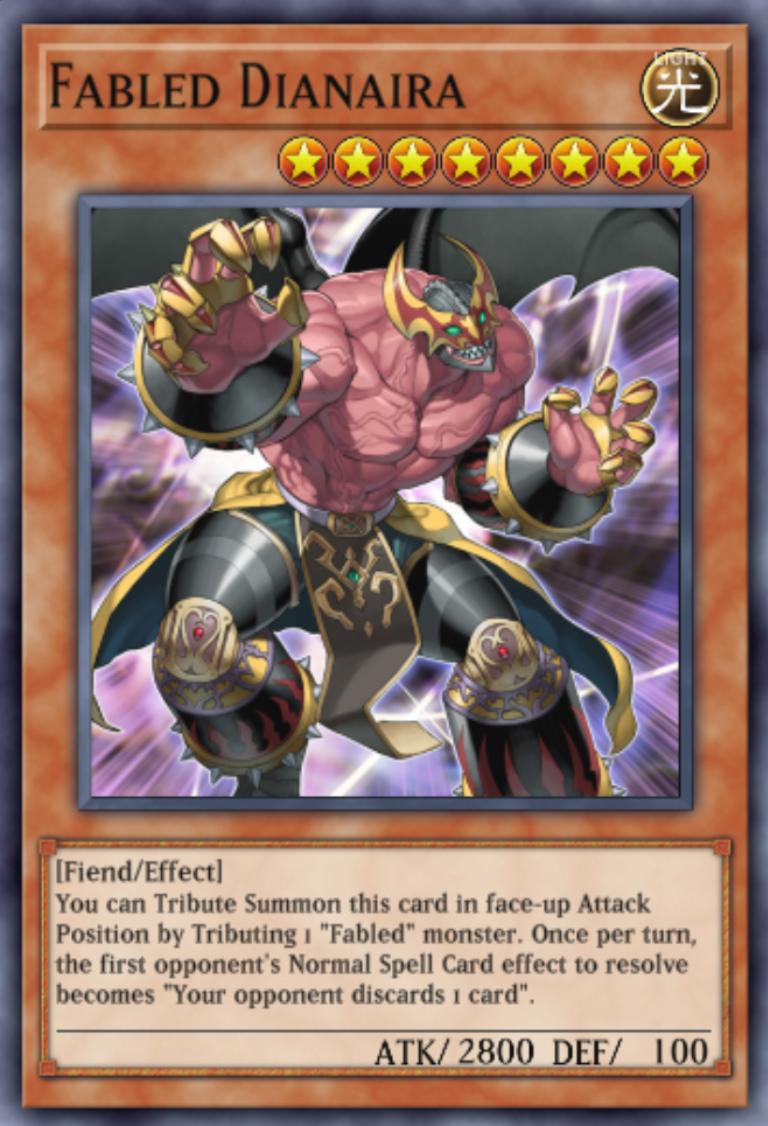 Fabled Dianaira
LIGHT
光
[Fiend/Effect]
You can Tribute Summon this card in face-up Attack
Position by Tributing 1 "Fabled" monster. Once per turn,
the first opponent's Normal Spell Card effect to resolve
becomes "Your opponent discards 1 card".
ATK/ 2800 DEF/ 100